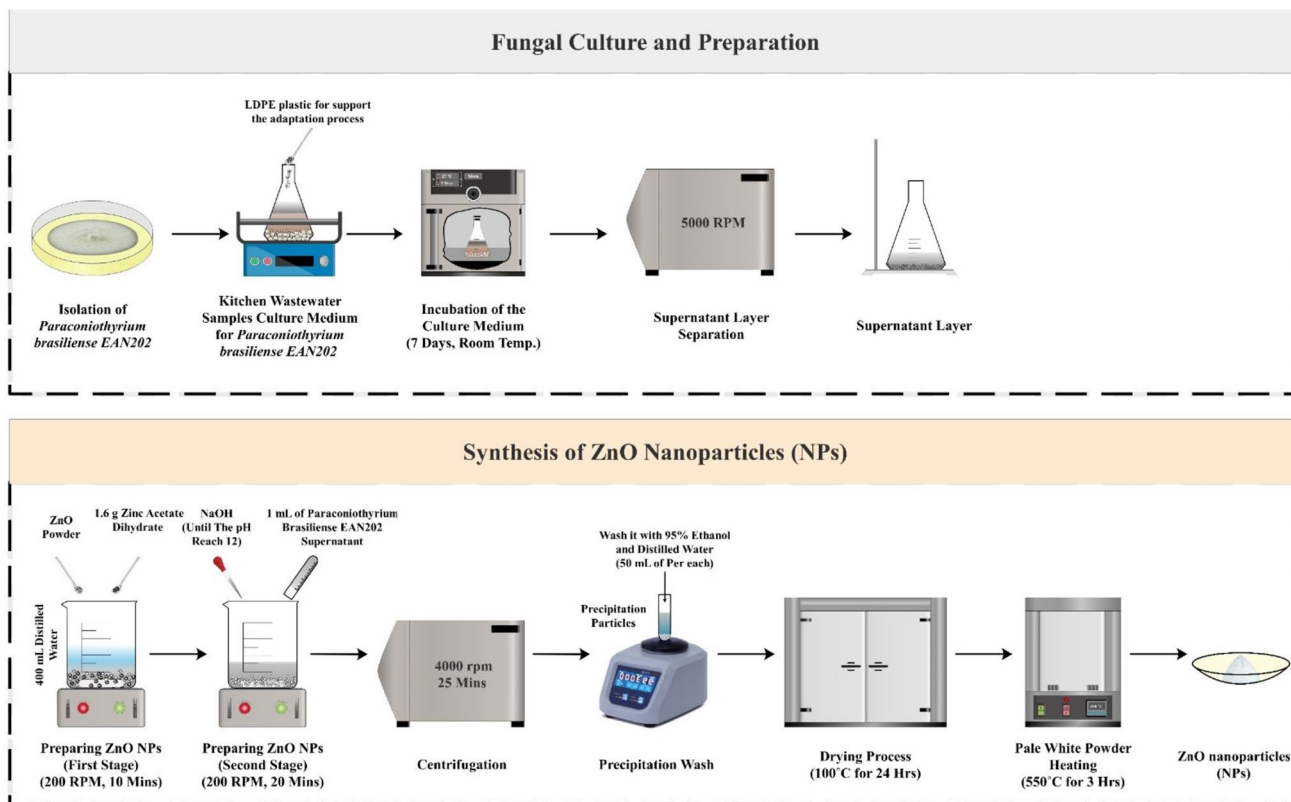 Fungal Culture and Preparation
LDPE plastic for support
the adaptation process
5000 RPM
Isolation of
Paraconiothyrium
brasiliense EAN202
Kitchen Wastewater
Samples Culture Medium
for Paraconiothyrium
brasiliense EAN202
Incubation of the
Culture Medium
(7 Days, Room Temp.)
Supernatant Layer
Separation
Supernatant Layer
Synthesis of ZnO Nanoparticles (NPs)
ZnO
Powder
1.6 g Zinc Acetate
Dihydrate
NaOH
(Until The pH
Reach 12)
1 mL of Paraconiothyrium
Brasiliense EAN202
Supernatant
400 mL Distilled
Water
4000 rpm
25 Mins
Wash it with 95% Ethanol
and Distilled Water
(50 mL of Per each)
Precipitation
Particles
Preparing ZnO NPs
(First Stage)
(200 RPM, 10 Mins)
Preparing ZnO NPs
(Second Stage)
(200 RPM, 20 Mins)
Centrifugation
Precipitation Wash
Drying Process
(100°C for 24 Hrs)
Pale White Powder
Heating
(550°C for 3 Hrs)
ZnO nanoparticles
(NPs)